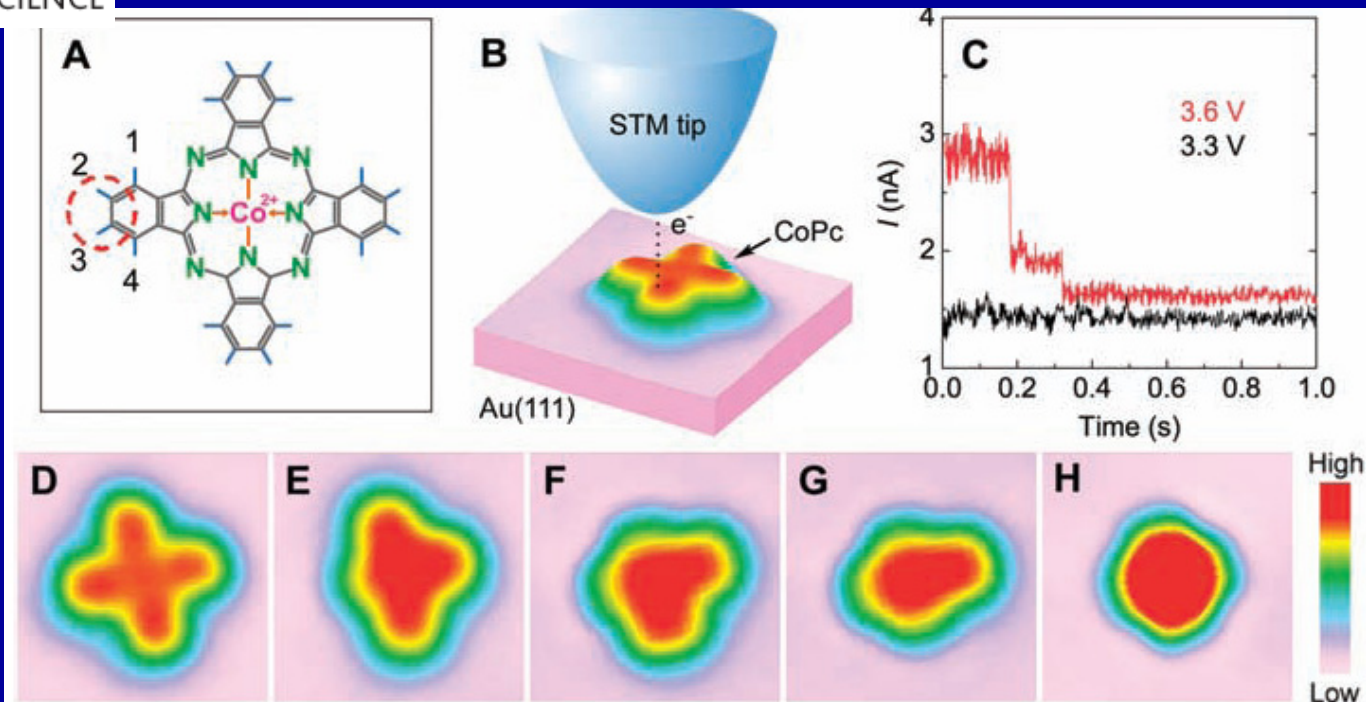 CIENCE
A
1
2
3
4
N
N
N
N
Co2+
N
N
N
N
B
STM tip
e-
CoPc
Au(111)
C
4
3
2
1
I (nA)
3.6 V
3.3 V
0.0 0.2 0.4 0.6 0.8 1.0
Time (s)
D
E
F
G
H
High
Low